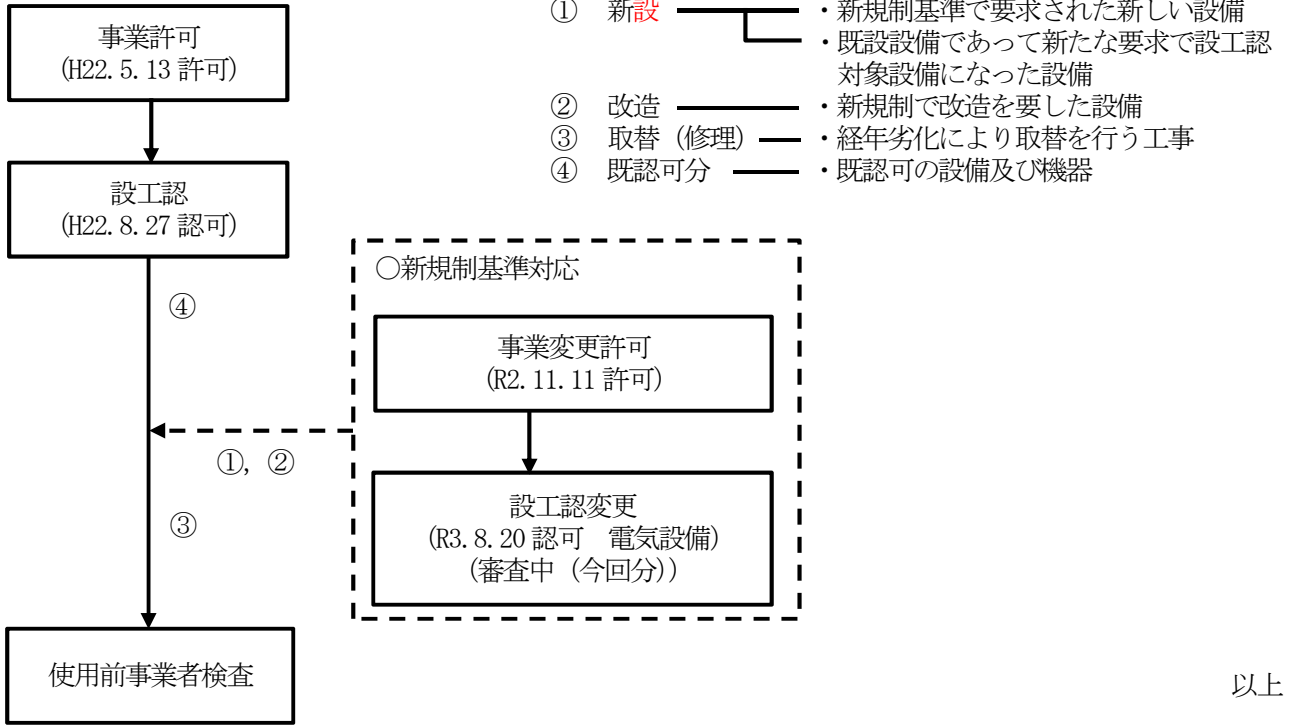 ① 新設 ・新規制基準で要求された新しい設備
・既設設備であって新たな要求で設工認
対象設備になった設備
② 改造 ・新規制で改造を要した設備
③ 取替（修理） ・経年劣化により取替を行う工事
④ 既認可分 ・既認可の設備及び機器
事業許可
(H22.5.13 許可)
設工認
(H22.8.27 認可)
④
○新規制基準対応
事業変更許可
(R2.11.11 許可)
①，②
設工認変更
(R3.8.20 認可 電気設備)
(審査中（今回分）)
③
使用前事業者検査
以上